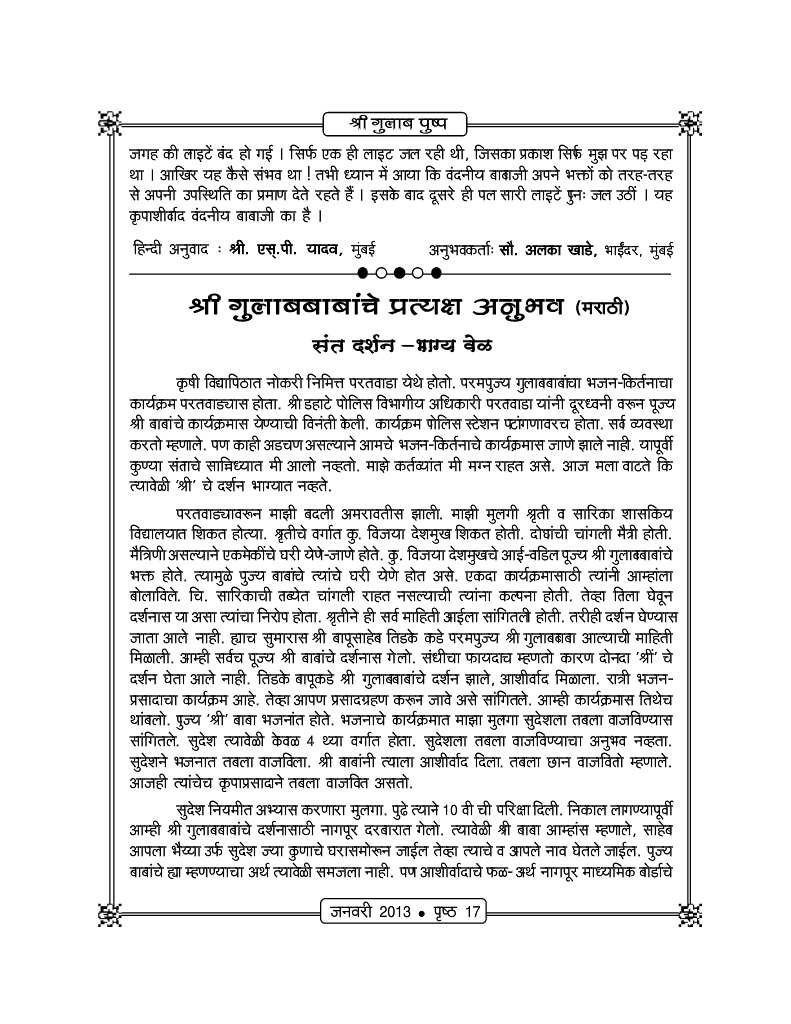 श्री गुलाब पुष्प
जगह की लाइटें बंद हो गई । सिर्फ एक ही लाइट जल रही थी, जिसका प्रकाश सिर्फ मुझ पर पड़ रहा
था । आखिर यह कैसे संभव था ! तभी ध्यान में आया कि वंदनीय बाबाजी अपने भक्तों को तरह-तरह
से अपनी उपस्थिति का प्रमाण देते रहते हैं । इसके बाद दूसरे ही पल सारी लाइटें पुनः जल उठीं । यह
कृपाशीर्वाद वंदनीय बाबाजी का है ।
हिन्दी अनुवाद : श्री. एस्.पी. यादव, मुंबई अनुभवकर्ताः सौ. अलका खाडे, भाईंदर, मुंबई
श्री गुलाबबाबांचे प्रत्यक्ष अनुभव (मराठी)
संत दर्शन – भाग्य वेळ
कृषी विद्यापिठात नोकरी निमित्त परतवाडा येथे होतो. परमपुज्य गुलाबबाबांचा भजन-किर्तनाचा
कार्यक्रम परतवाड्यास होता. श्री डहाटे पोलिस विभागीय अधिकारी परतवाडा यांनी दूरध्वनी वरून पूज्य
श्री बाबांचे कार्यक्रमास येण्याची विनंती केली. कार्यक्रम पोलिस स्टेशन पटांगणावरच होता. सर्व व्यवस्था
करतो म्हणाले. पण काही अडचण असल्याने आमचे भजन-किर्तनाचे कार्यक्रमास जाणे झाले नाही. यापूर्वी
कुण्या संताचे सान्निध्यात मी आलो नव्हतो. माझे कर्तव्यांत मी मग्न राहत असे. आज मला वाटते कि
त्यावेळी ‘श्री’ चे दर्शन भाग्यात नव्हते.
परतवाड्यावरून माझी बदली अमरावतीस झाली. माझी मुलगी श्रृती व सारिका शासकिय
विद्यालयात शिकत होत्या. श्रृतीचे वर्गात कु. विजया देशमुख शिकत होती. दोघांची चांगली मैत्री होती.
मैत्रिणी असल्याने एकमेकींचे घरी येणे-जाणे होते. कु. विजया देशमुखचे आई-वडिल पूज्य श्री गुलाबबाबांचे
भक्त होते. त्यामुळे पुज्य बाबांचे त्यांचे घरी येणे होत असे. एकदा कार्यक्रमासाठी त्यांनी आम्हांला
बोलाविले. चि. सारिकाची तब्येत चांगली राहत नसल्याची त्यांना कल्पना होती. तेव्हा तिला घेवून
दर्शनास या असा त्यांचा निरोप होता. श्रृतीने ही सर्व माहिती आईला सांगितली होती. तरीही दर्शन घेण्यास
जाता आले नाही. ह्याच सुमारास श्री बापूसाहेब तिडके कडे परमपुज्य श्री गुलाबबाबा आल्याची माहिती
मिळाली. आम्ही सर्वच पूज्य श्री बाबांचे दर्शनास गेलो. संधीचा फायदाच म्हणतो कारण दोनदा ‘श्रीं’ चे
दर्शन घेता आले नाही. तिडके बापूकडे श्री गुलाबबाबांचे दर्शन झाले, आशीर्वाद मिळाला. रात्री भजन-
प्रसादाचा कार्यक्रम आहे. तेव्हा आपण प्रसादग्रहण करून जावे असे सांगितले. आम्ही कार्यक्रमास तिथेच
थांबलो. पुज्य ‘श्री’ बाबा भजनांत होते. भजनाचे कार्यक्रमात माझा मुलगा सुदेशला तबला वाजविण्यास
सांगितले. सुदेश त्यावेळी केवळ 4 थ्या वर्गात होता. सुदेशला तबला वाजविण्याचा अनुभव नव्हता.
सुदेशने भजनात तबला वाजविला. श्री बाबांनी त्याला आशीर्वाद दिला. तबला छान वाजवितो म्हणाले.
आजही त्यांचेच कृपाप्रसादाने तबला वाजवित असतो.
सुदेश नियमीत अभ्यास करणारा मुलगा. पुढे त्याने 10 वी ची परिक्षा दिली. निकाल लागण्यापूर्वी
आम्ही श्री गुलाबबाबांचे दर्शनासाठी नागपूर दरबारात गेलो. त्यावेळी श्री बाबा आम्हांस म्हणाले, साहेब
आपला भैय्या उर्फ सुदेश ज्या कुणाचे घरासमोरून जाईल तेव्हा त्याचे व आपले नाव घेतले जाईल. पुज्य
बाबांचे ह्या म्हणण्याचा अर्थ त्यावेळी समजला नाही. पण आशीर्वादाचे फळ-अर्थ नागपूर माध्यमिक बोर्डाचे
जनवरी 2013 ● पृष्ठ 17